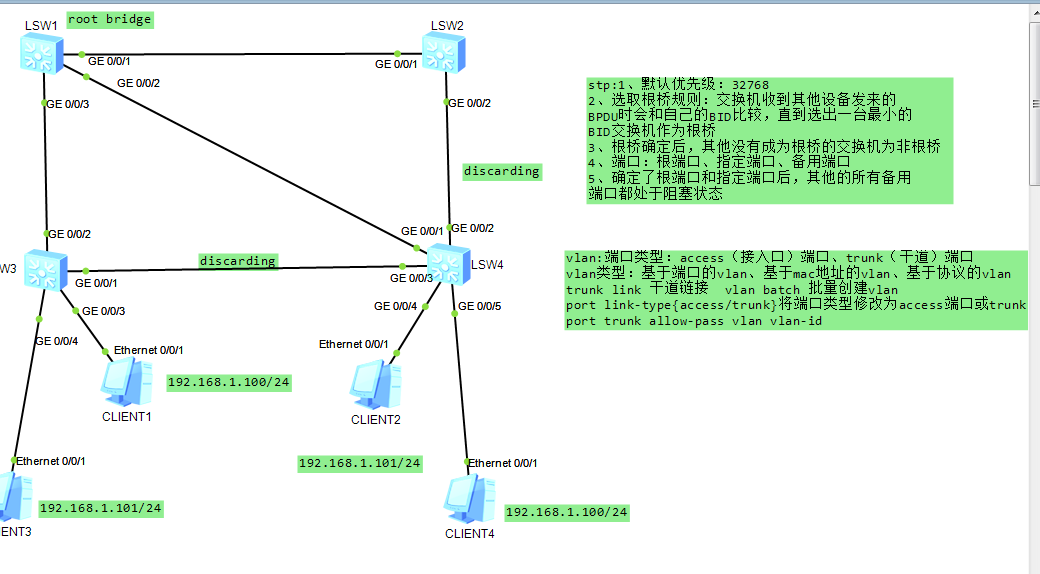 LSW1
root bridge
LSW2
GE 0/0/1
GE 0/0/1
GE 0/0/2
GE 0/0/3
GE 0/0/2
stp:1、默认优先级：32768
2、选取根桥规则：交换机收到其他设备发来的
BPDU时会和自己的BID比较，直到选出一台最小的
BID交换机作为根桥
3、根桥确定后，其他没有成为根桥的交换机为非根桥
4、端口：根端口、指定端口、备用端口
5、确定了根端口和指定端口后，其他的所有备用
端口都处于阻塞状态
discarding
GE 0/0/2
GE 0/0/1
GE 0/0/2
W3
discarding
LSW4
GE 0/0/1
GE 0/0/3
vlan:端口类型：access（接入口）端口、trunk（干道）端口
vlan类型：基于端口的vlan、基于mac地址的vlan、基于协议的vlan
trunk link 干道链接 vlan batch 批量创建vlan
port link-type{access/trunk}将端口类型修改为access端口或trunk
port trunk allow-pass vlan vlan-id
GE 0/0/3
GE 0/0/4
GE 0/0/5
GE 0/0/4
Ethernet 0/0/1
Ethernet 0/0/1
192.168.1.100/24
CLIENT1
CLIENT2
Ethernet 0/0/1
192.168.1.101/24
Ethernet 0/0/1
192.168.1.101/24
192.168.1.100/24
IENT3
CLIENT4